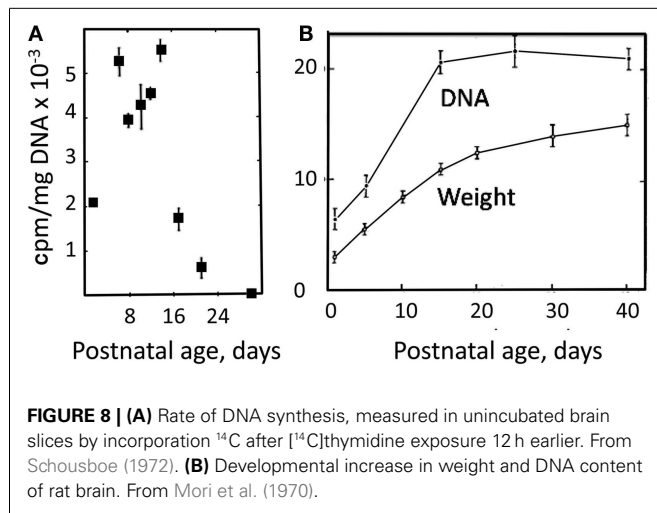 A
cpm/mg DNA x 10⁻³
6
5
4
3
2
1
8 16 24
Postnatal age, days
B
20
10
0
DNA
Weight
0 10 20 30 40
Postnatal age, days
FIGURE 8 | (A) Rate of DNA synthesis, measured in unincubated brain
slices by incorporation ¹⁴C after [¹⁴C]thymidine exposure 12 h earlier. From
Schousboe (1972). (B) Developmental increase in weight and DNA content
of rat brain. From Mori et al. (1970).